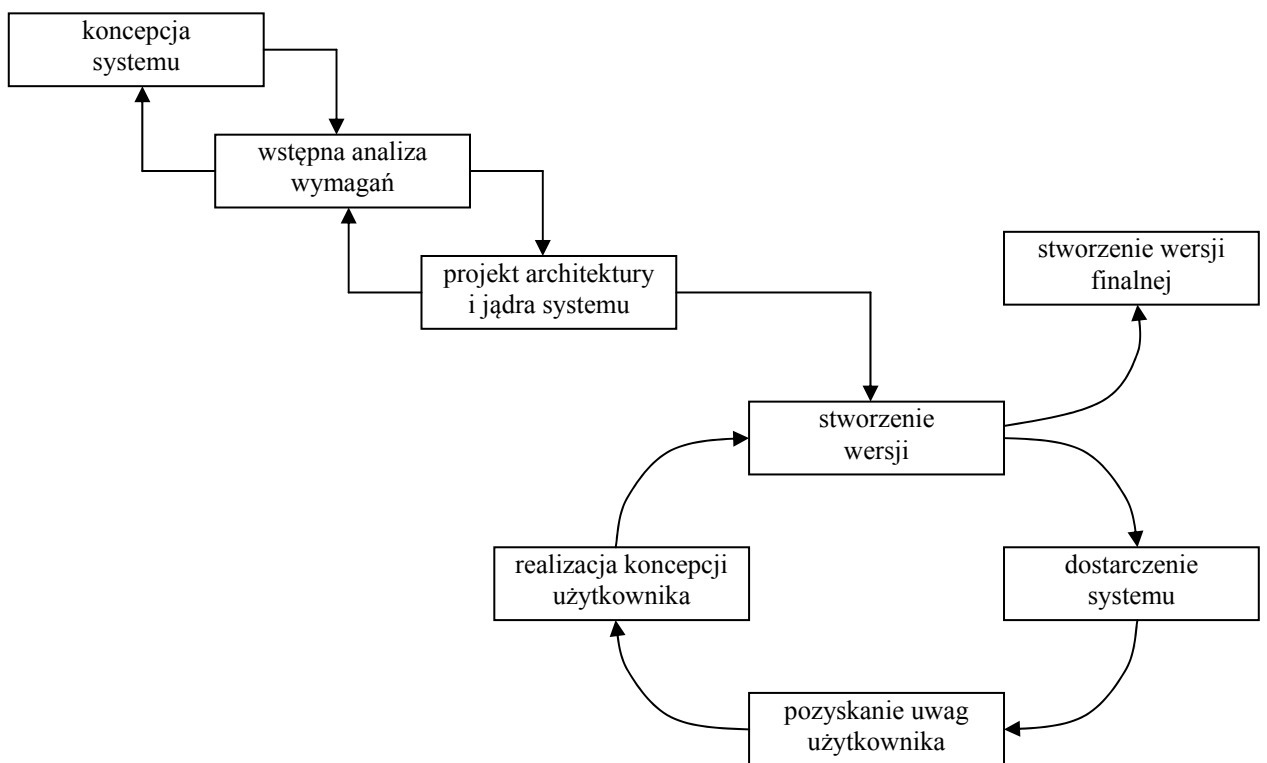 koncepcja
systemu
wstępna analiza
wymagań
projekt architektury
i jądra systemu
stworzenie wersji
finalnej
stworzenie
wersji
realizacja koncepcji
użytkownika
dostarczenie
systemu
pozyskanie uwag
użytkownika